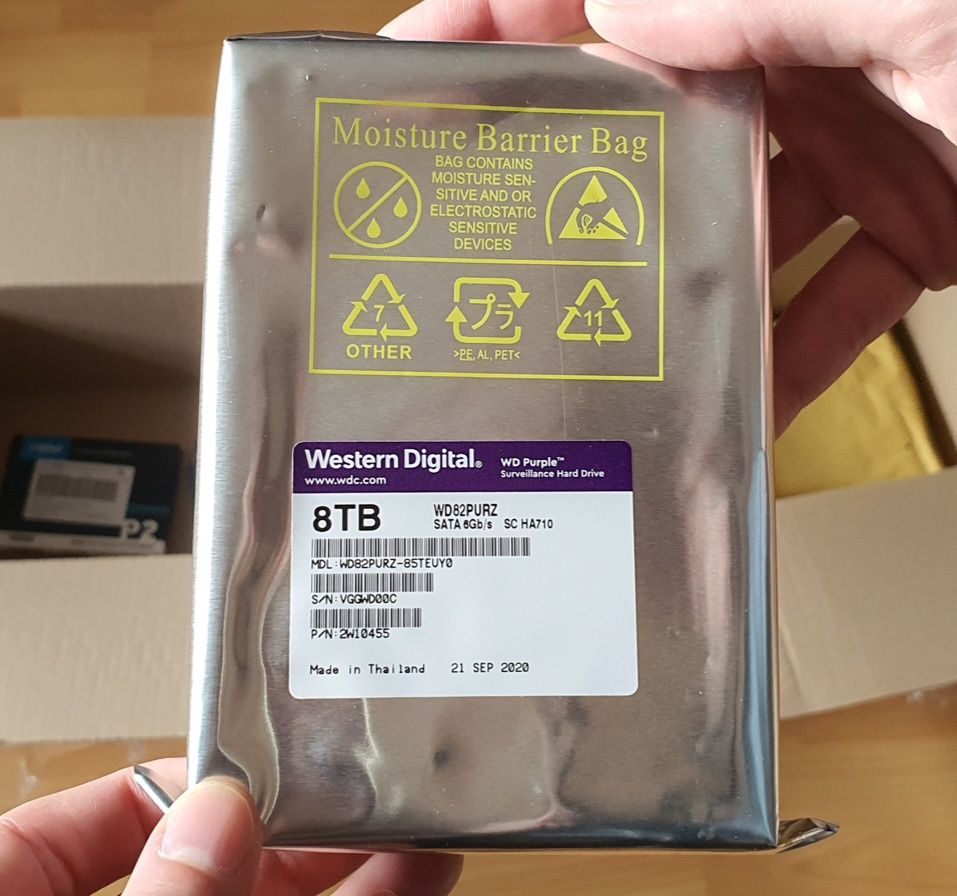 Moisture Barrier Bag
BAG CONTAINS
MOISTURE SEN-
SITIVE AND OR
ELECTROSTATIC
SENSITIVE
DEVICES
7
OTHER
プラ
>PE, AL, PET<
11
Western Digital®
www.wdc.com
WD Purple™
Surveillance Hard Drive
8TB
WD82PURZ
SATA 6Gb/s SC HA710
MDL:WD82PURZ-85TEUY0
S/N:VGGWD00C
P/N:2W10455
Made in Thailand 21 SEP 2020
P2